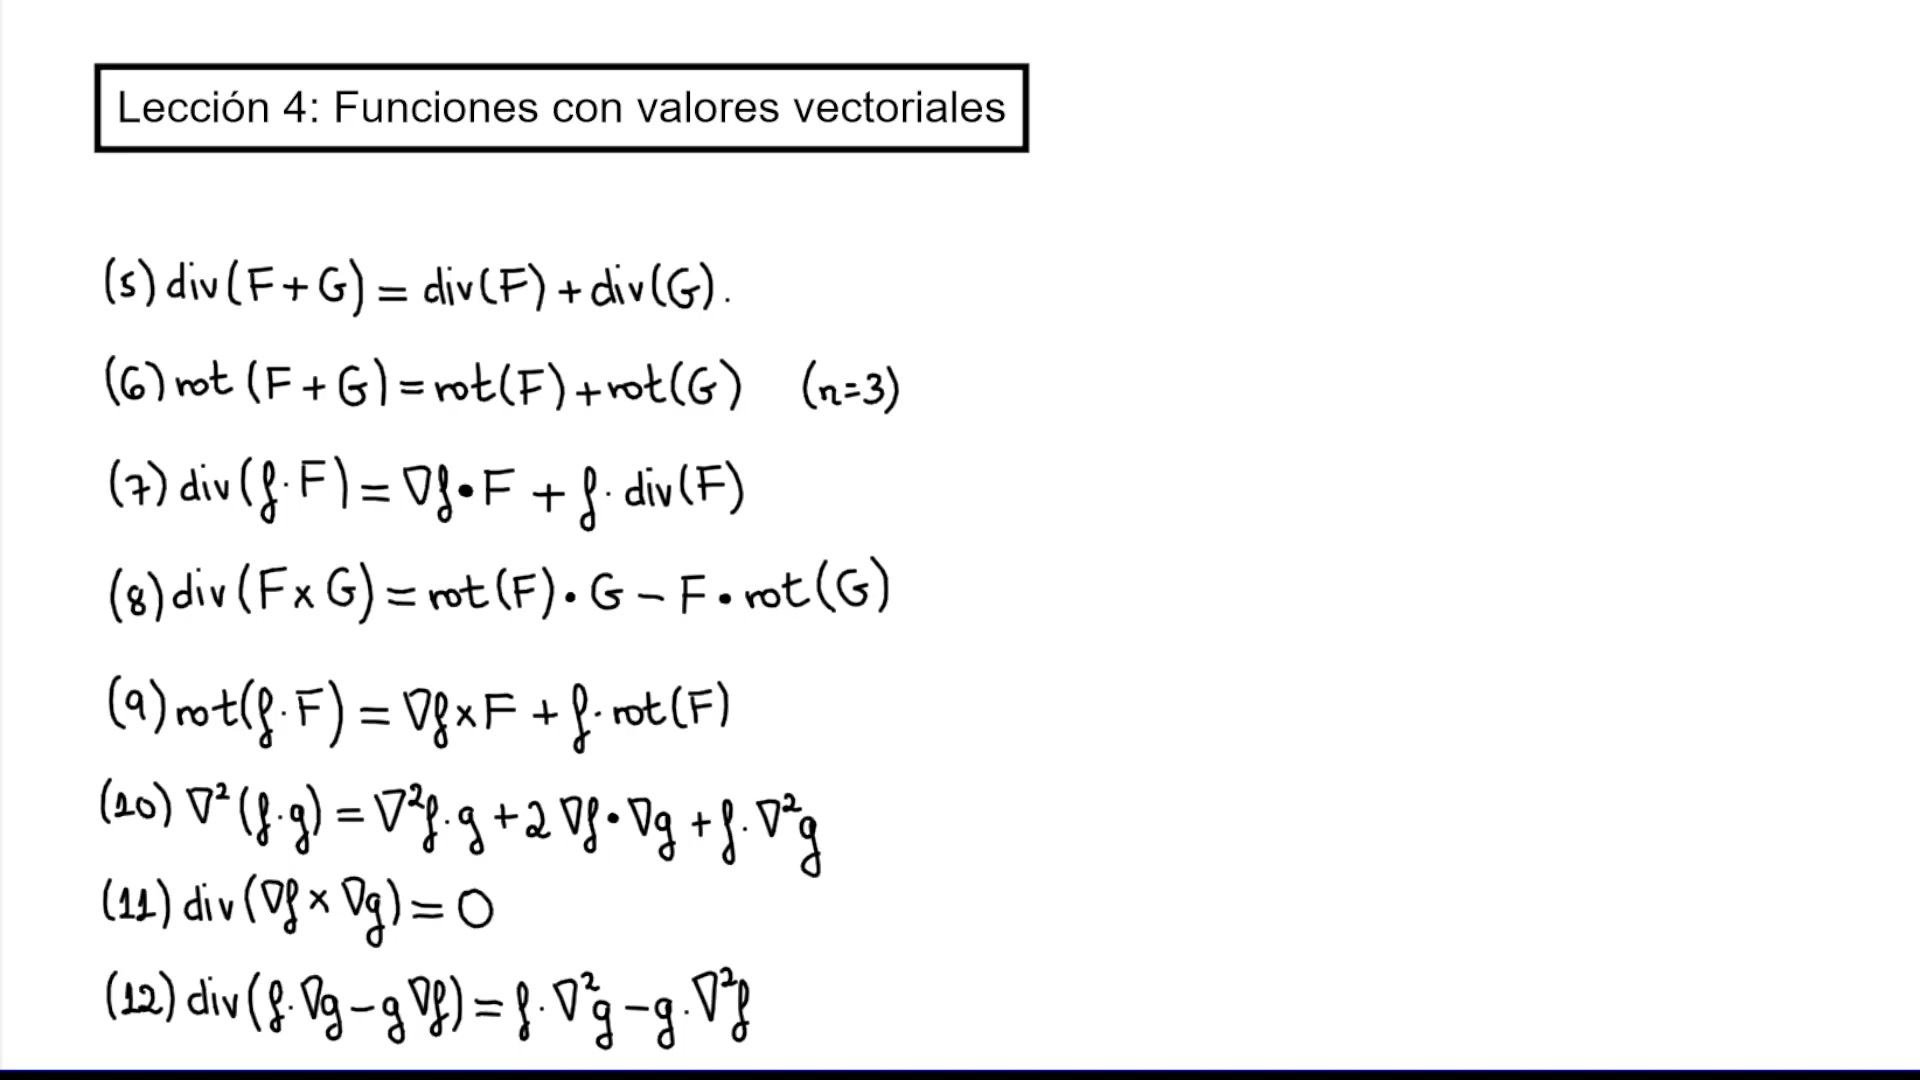 Lección 4: Funciones con valores vectoriales
(5) div(F+G) = div(F) + div(G).
(6) rot (F+G) = rot(F) + rot(G) (n=3)
(7) div(f·F) = ∇f•F + f·div(F)
(8) div(F×G) = rot(F)•G − F•rot(G)
(9) rot(f·F) = ∇f×F + f·rot(F)
(10) ∇²(f·g) = ∇²f·g + 2∇f•∇g + f·∇²g
(11) div(∇f × ∇g) = 0
(12) div(f·∇g − g∇f) = f·∇²g − g·∇²f